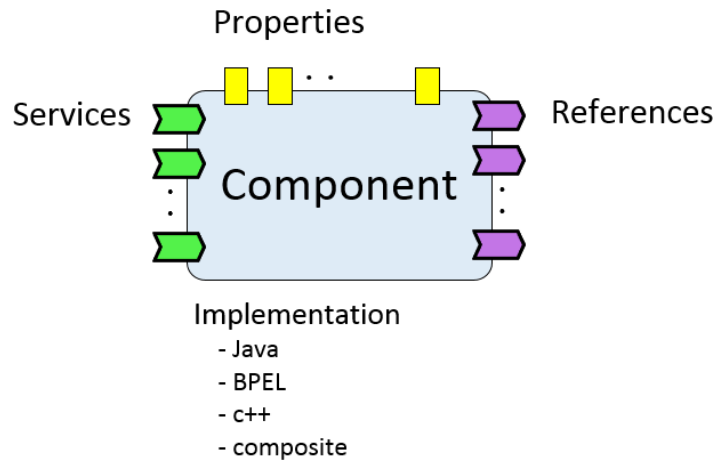 Properties
Services
References
Component
Implementation
- Java
- BPEL
- c++
- composite